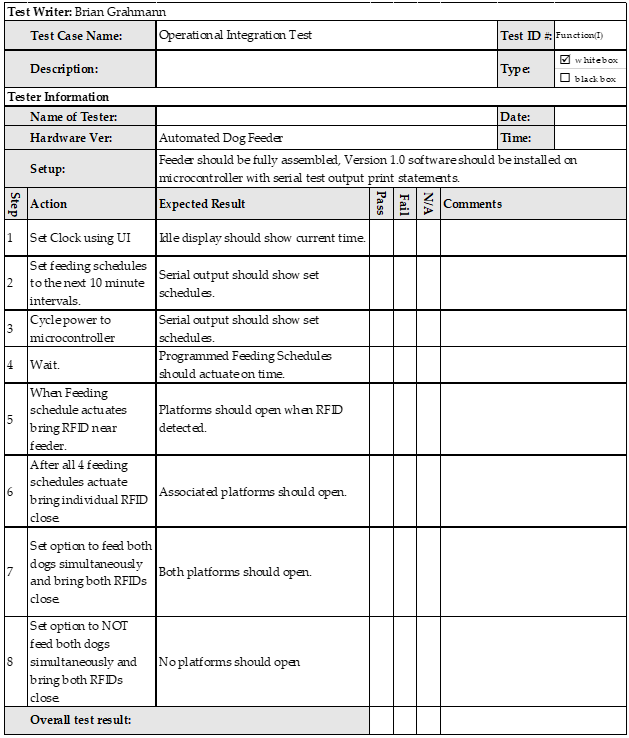 Test Writer: Brian Grahmann
Test Case Name: Operational Integration Test Test ID #: Function(I)
Description: Type: ☑ whitebox
☐ blackbox
Tester Information
Name of Tester: Date:
Hardware Ver: Automated Dog Feeder Time:
Setup: Feeder should be fully assembled, Version 1.0 software should be installed on
microcontroller with serial test output print statements.
Step Action Expected Result Pass Fail N/A Comments
1 Set Clock using UI Idle display should show current time.
2 Set feeding schedules
to the next 10 minute
intervals.
Serial output should show set
schedules.
3 Cycle power to
microcontroller
Serial output should show set
schedules.
4 Wait. Programmed Feeding Schedules
should actuate on time.
5 When Feeding
schedule actuates
bring RFID near
feeder.
Platforms should open when RFID
detected.
6 After all 4 feeding
schedules actuate
bring individual RFID
close.
Associated platforms should open.
7 Set option to feed both
dogs simultaneously
and bring both RFIDs
close.
Both platforms should open.
8 Set option to NOT
feed both dogs
simultaneously and
bring both RFIDs
close.
No platforms should open
Overall test result: